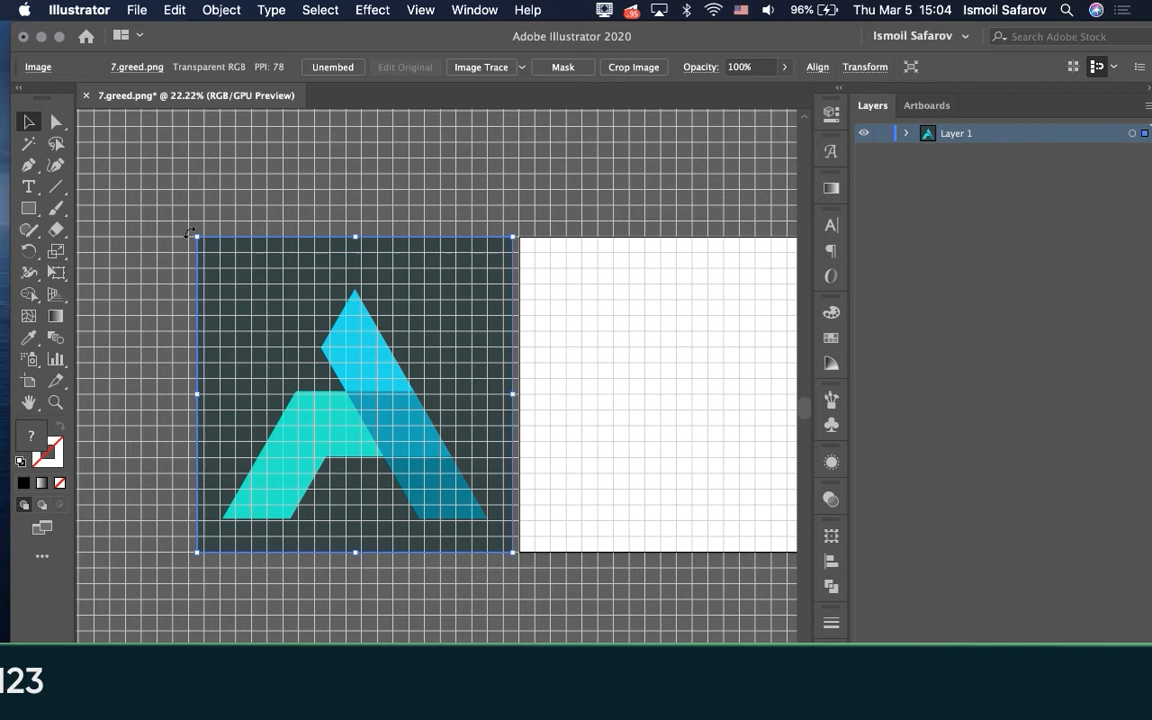 Illustrator File Edit Object Type Select Effect View Window Help 96% Thu Mar 5 15:04 Ismoil Safarov
Adobe Illustrator 2020 Ismoil Safarov Search Adobe Stock
Image 7.greed.png Transparent RGB PPI: 78 Unembed Edit Original Image Trace Mask Crop Image Opacity: 100% Align Transform
7.greed.png* @ 22.22% (RGB/GPU Preview) Layers Artboards
Layer 1
?
123